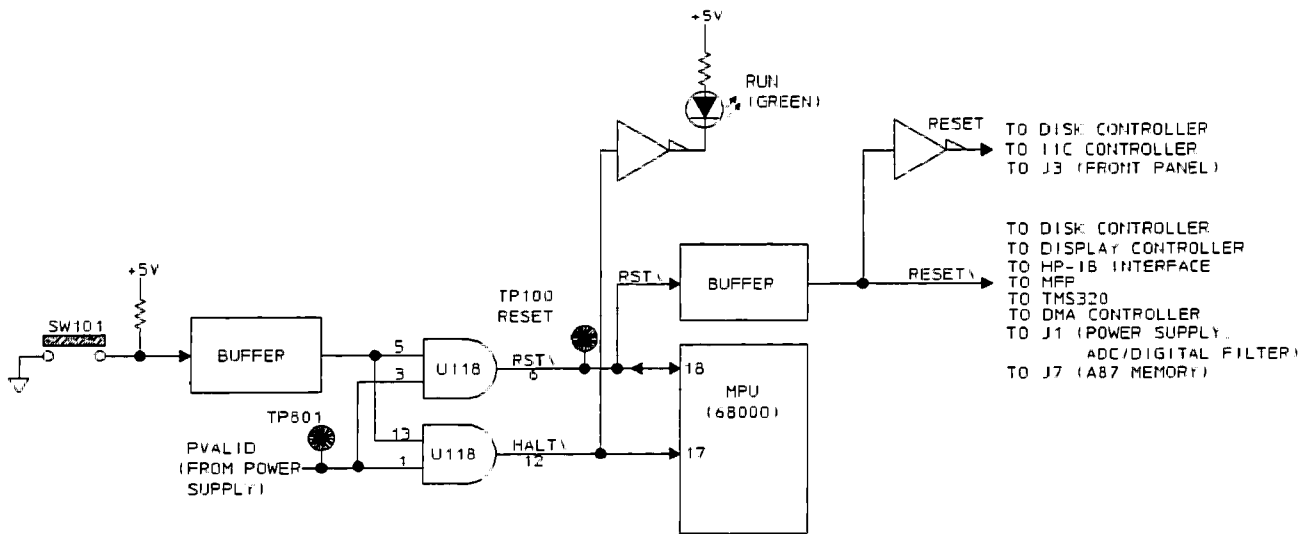 +5V
RUN
(GREEN)
RESET
TO DISK CONTROLLER
TO IIC CONTROLLER
TO J3 (FRONT PANEL)
TO DISK CONTROLLER
TO DISPLAY CONTROLLER
TO HP-IB INTERFACE
TO MFP
TO TMS320
TO DMA CONTROLLER
TO J1 (POWER SUPPLY,
ADC/DIGITAL FILTER)
TO J7 (A87 MEMORY)
RST\
BUFFER
RESET\
+5V
SW101
BUFFER
TP100
RESET
5
3
U118
RST\
6
18
MPU
(68000)
TP801
13
1
U118
HALT\
12
17
PVALID
(FROM POWER
SUPPLY)